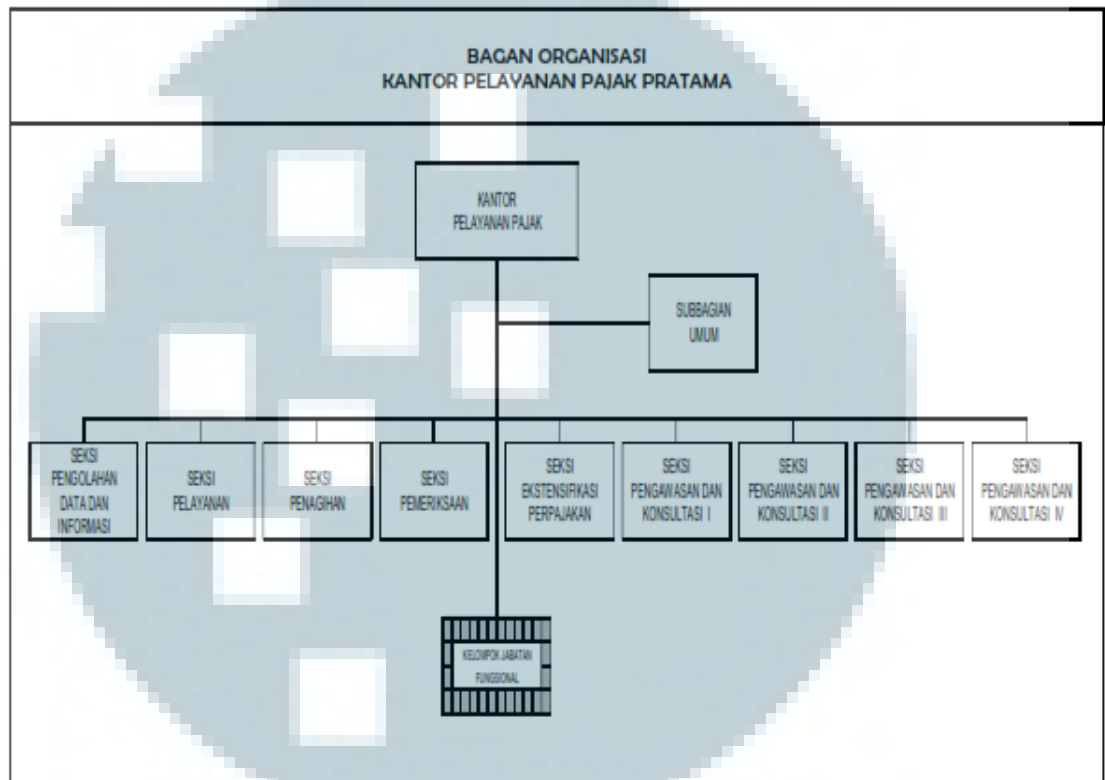 BAGAN ORGANISASI
KANTOR PELAYANAN PAJAK PRATAMA
KANTOR
PELAYANAN PAJAK
SUBBAGIAN
UMUM
SEKSI
PENGOLAHAN
DATA DAN
INFORMASI
SEKSI
PELAYANAN
SEKSI
PENAGIHAN
SEKSI
PEMERIKSAAN
SEKSI
EKSTENSIFIKASI
PERPAJAKAN
SEKSI
PENGAWASAN DAN
KONSULTASI I
SEKSI
PENGAWASAN DAN
KONSULTASI II
SEKSI
PENGAWASAN DAN
KONSULTASI III
SEKSI
PENGAWASAN DAN
KONSULTASI IV
KELOMPOK JABATAN
FUNGSIONAL